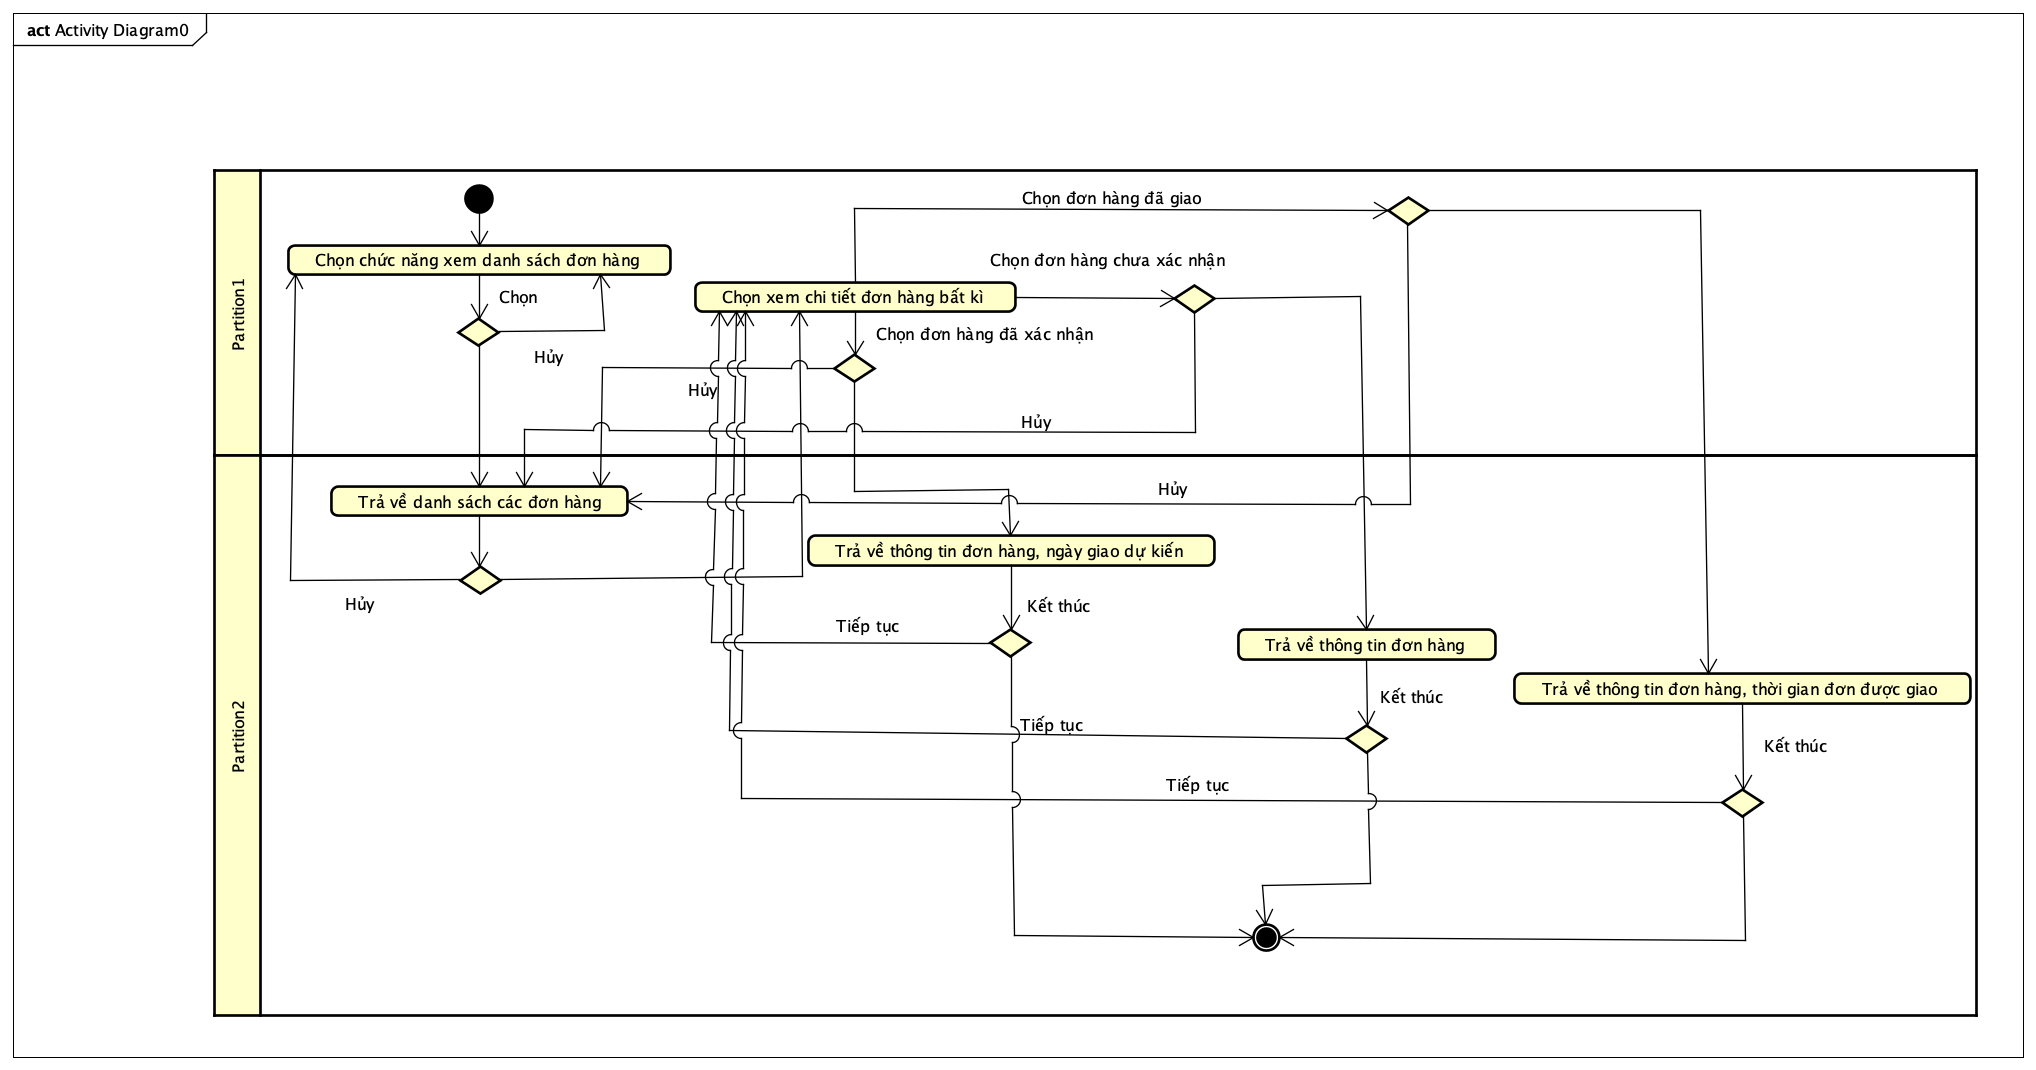 act Activity Diagram0
Partition1
Chọn đơn hàng đã giao
Chọn chức năng xem danh sách đơn hàng
Chọn đơn hàng chưa xác nhận
Chọn
Chọn xem chi tiết đơn hàng bất kì
Chọn đơn hàng đã xác nhận
Hủy
Hủy
Hủy
Partition2
Hủy
Trả về danh sách các đơn hàng
Trả về thông tin đơn hàng, ngày giao dự kiến
Hủy
Kết thúc
Tiếp tục
Trả về thông tin đơn hàng
Trả về thông tin đơn hàng, thời gian đơn được giao
Kết thúc
Tiếp tục
Kết thúc
Tiếp tục